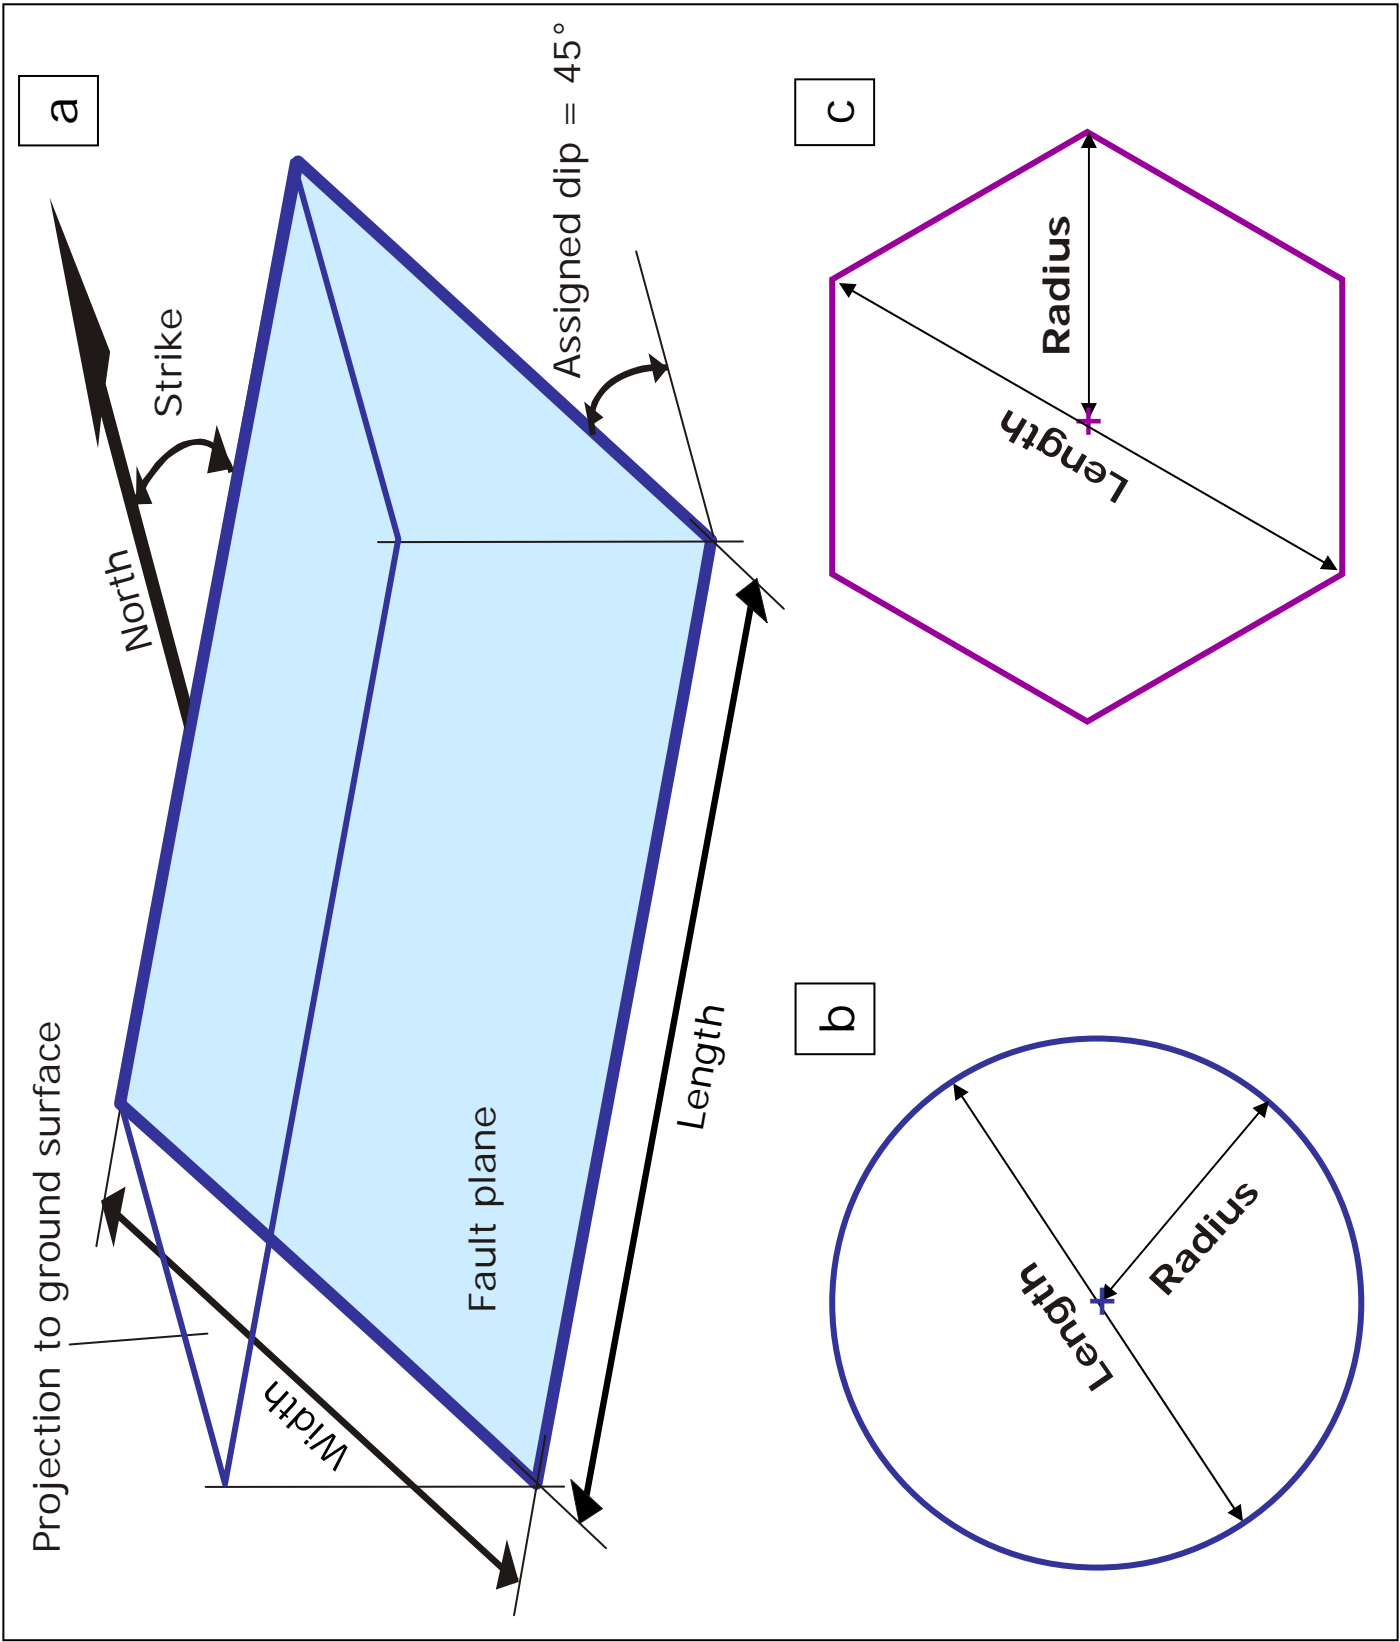 a
Projection to ground surface
North
Strike
Assigned dip = 45°
Width
Fault plane
Length
b
Length
Radius
c
Length
Radius